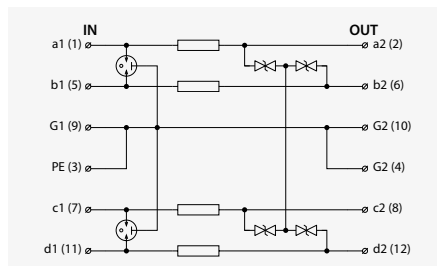 IN OUT
a1 (1) a2 (2)
b1 (5) b2 (6)
G1 (9) G2 (10)
PE (3) G2 (4)
c1 (7) c2 (8)
d1 (11) d2 (12)